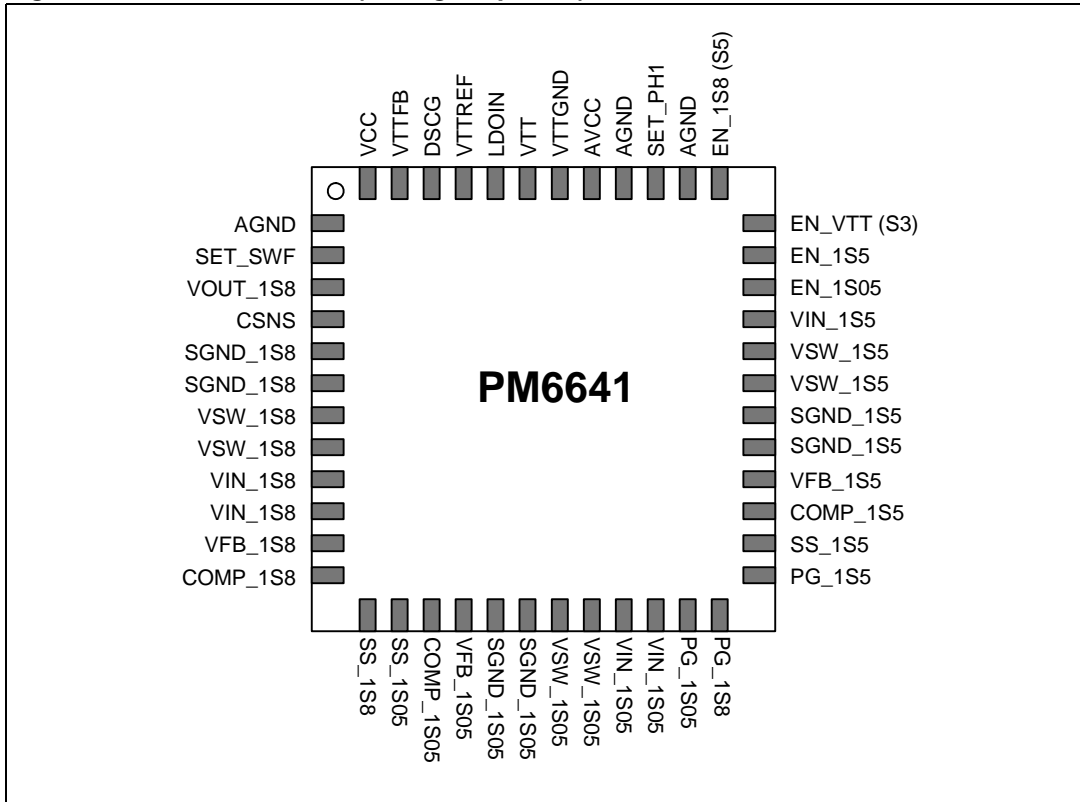 VCC
VTTFB
DSCG
VTTREF
LDOIN
VTT
VTTGND
AVCC
AGND
SET_PH1
AGND
EN_1S8 (S5)
AGND
SET_SWF
VOUT_1S8
CSNS
SGND_1S8
SGND_1S8
VSW_1S8
VSW_1S8
VIN_1S8
VIN_1S8
VFB_1S8
COMP_1S8
PM6641
EN_VTT (S3)
EN_1S5
EN_1S05
VIN_1S5
VSW_1S5
VSW_1S5
SGND_1S5
SGND_1S5
VFB_1S5
COMP_1S5
SS_1S5
PG_1S5
SS_1S8
SS_1S05
COMP_1S05
VFB_1S05
SGND_1S05
SGND_1S05
VSW_1S05
VSW_1S05
VIN_1S05
VIN_1S05
PG_1S05
PG_1S8